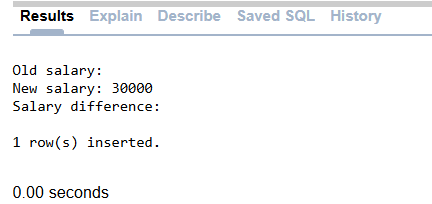 Results Explain Describe Saved SQL History
Old salary:
New salary: 30000
Salary difference:
1 row(s) inserted.
0.00 seconds